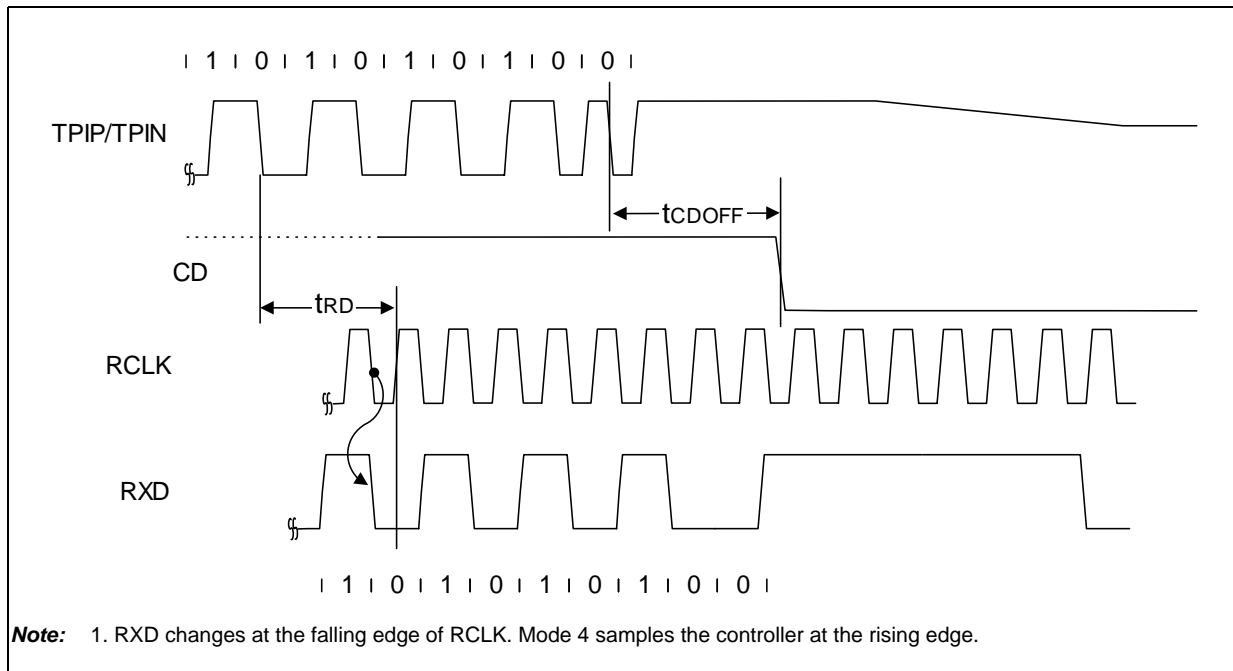 1 0 1 0 1 0 1 0 0
TPIP/TPIN
tCDOFF
CD
tRD
RCLK
RXD
1 0 1 0 1 0 1 0 0
Note: 1. RXD changes at the falling edge of RCLK. Mode 4 samples the controller at the rising edge.